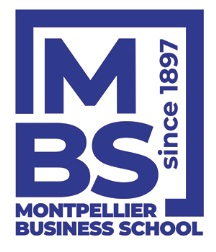 M
BS
since 1897
MONTPELLIER
BUSINESS SCHOOL